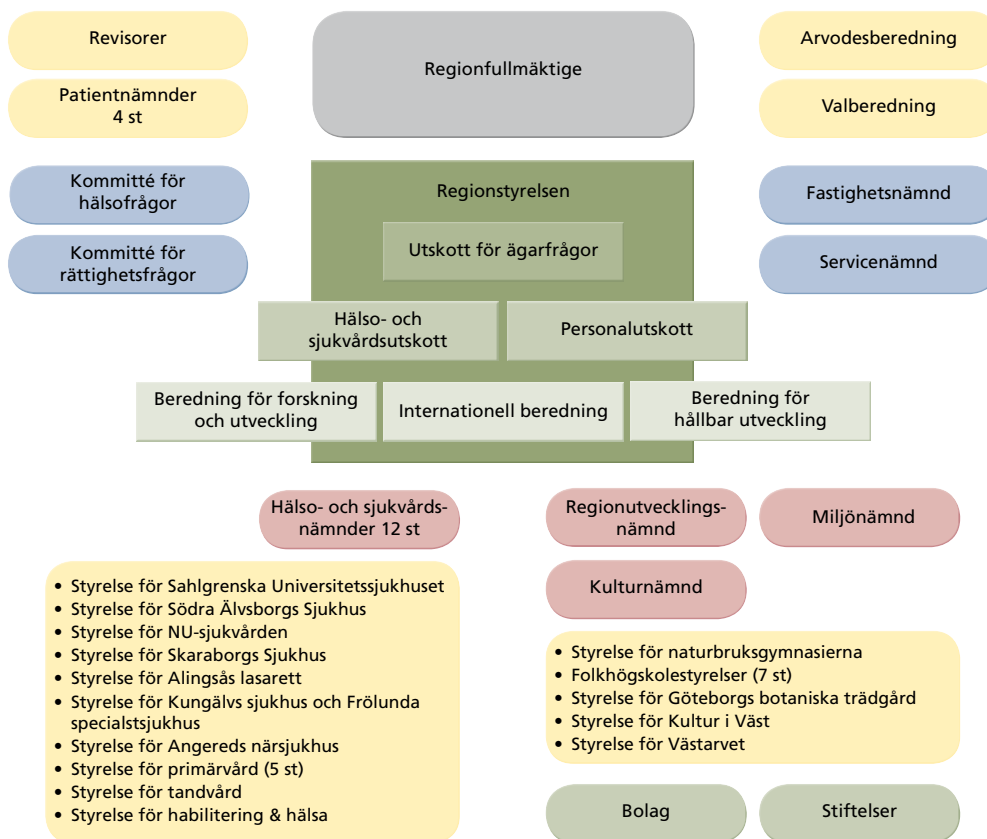 Revisorer
Regionfullmäktige
Arvodesberedning
Patientnämnder
4 st
Valberedning
Kommitté för
hälsofrågor
Regionstyrelsen
Fastighetsnämnd
Utskott för ägarfrågor
Kommitté för
rättighetsfrågor
Servicenämnd
Hälso- och
sjukvårdsutskott
Personalutskott
Beredning för forskning
och utveckling
Internationell beredning
Beredning för
hållbar utveckling
Hälso- och sjukvårds-
nämnder 12 st
Regionutvecklings-
nämnd
Miljönämnd
Kulturnämnd
• Styrelse för Sahlgrenska Universitetssjukhuset
• Styrelse för Södra Älvsborgs Sjukhus
• Styrelse för NU-sjukvården
• Styrelse för Skaraborgs Sjukhus
• Styrelse för Alingsås lasarett
• Styrelse för Kungälvs sjukhus och Frölunda
specialstsjukhus
• Styrelse för Angereds närsjukhus
• Styrelse för primärvård (5 st)
• Styrelse för tandvård
• Styrelse för habilitering & hälsa
• Styrelse för naturbruksgymnasierna
• Folkhögskolestyrelser (7 st)
• Styrelse för Göteborgs botaniska trädgård
• Styrelse för Kultur i Väst
• Styrelse för Västarvet
Bolag
Stiftelser